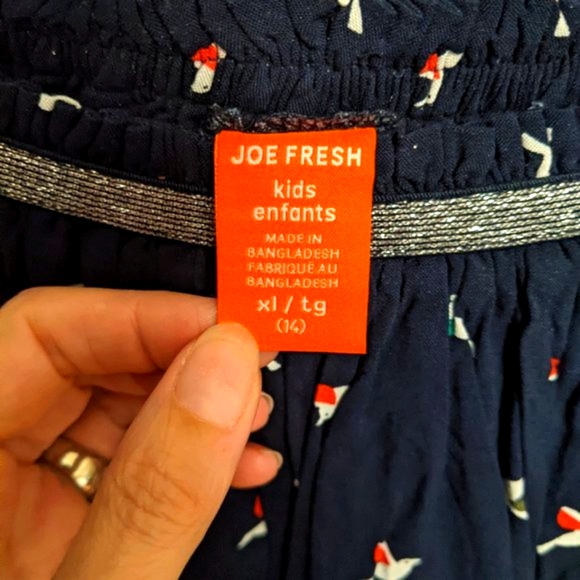 JOE FRESH
kids
enfants
MADE IN
BANGLADESH
FABRIQUÉ AU
BANGLADESH
xl / tg
(14)